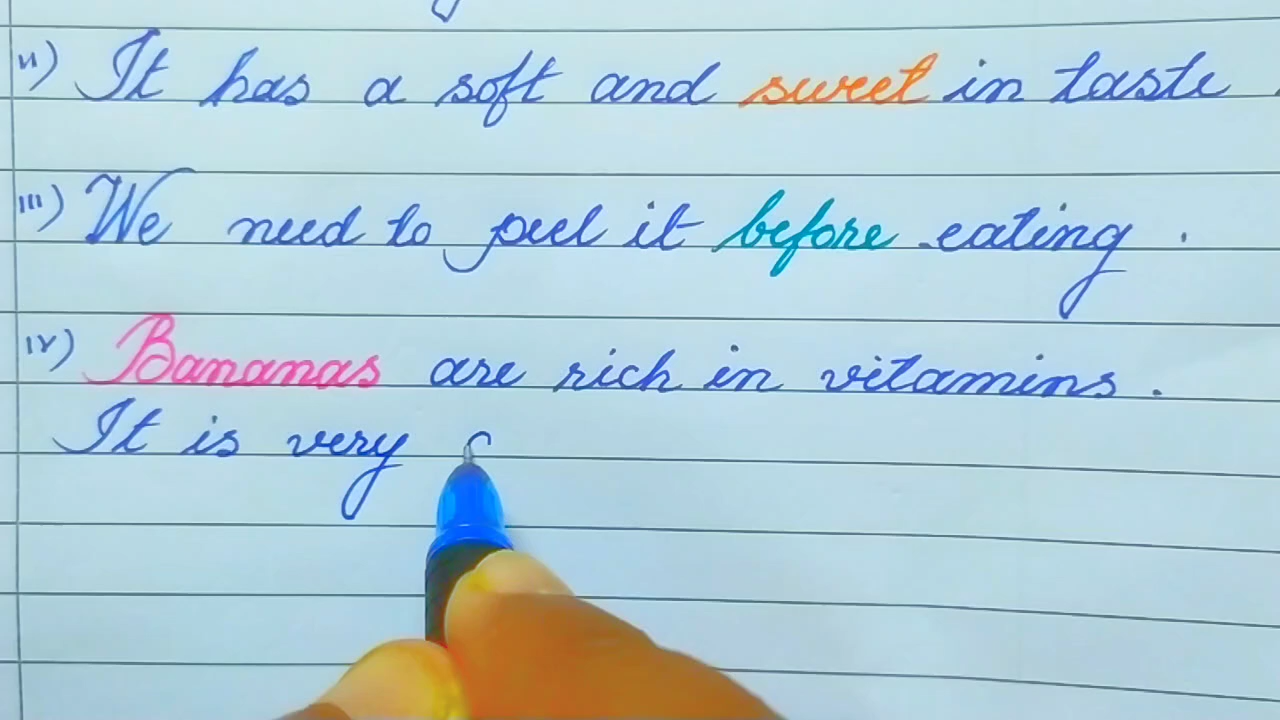 ii) It has a soft and sweet in taste.
iii) We need to peel it before eating.
iv) Bananas are rich in vitamins.
It is very